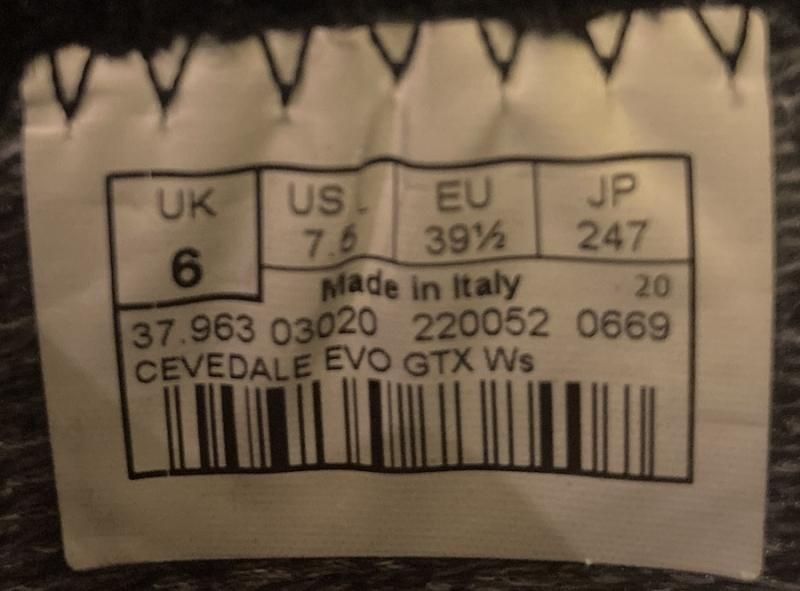 UK US EU JP
6 7.5 39½ 247
Made in Italy 20
37.963 03020 220052 0669
CEVEDALE EVO GTX Ws